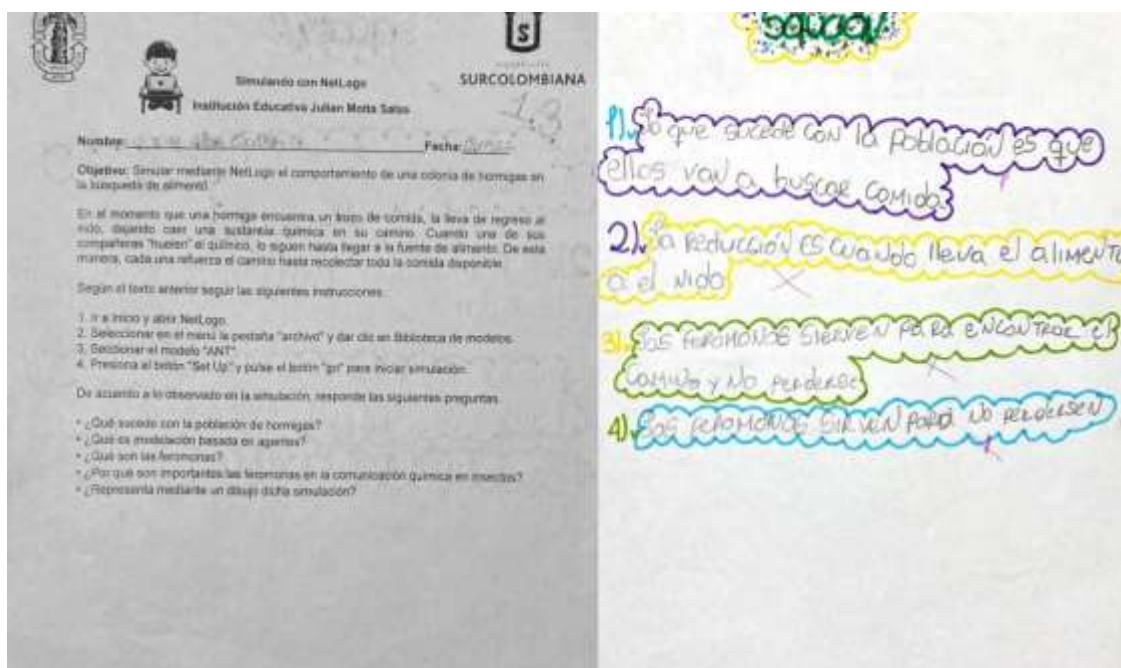 SURCOLOMBIANA
Simulando con NetLogo
Institución Educativa Julian Motta Salas
1.3
Nombre:
Fecha:
Objetivo: Simular mediante NetLogo el comportamiento de una colonia de hormigas en
la búsqueda de alimento.
En el momento que una hormiga encuentra un trozo de comida, la lleva de regreso al
nido, dejando caer una sustancia química en su camino. Cuando una de sus
compañeras "huelen" el químico, lo siguen hasta llegar a la fuente de alimento. De esta
manera, cada una refuerza el camino hasta recolectar toda la comida disponible.
Según el texto anterior seguir las siguientes instrucciones:
1. Ir a Inicio y abrir NetLogo.
2. Seleccionar en el menú la pestaña "archivo" y dar clic en Biblioteca de modelos.
3. Seccionar el modelo "ANT"
4. Presiona el botón "Set Up" y pulse el botón "go" para iniciar simulación.
De acuerdo a lo observado en la simulación, responde las siguientes preguntas.
• ¿Qué sucede con la población de hormigas?
• ¿Qué es modelación basada en agentes?
• ¿Qué son las feromonas?
• ¿Por qué son importantes las feromonas en la comunicación química en insectos?
• ¿Representa mediante un dibujo dicha simulación?
1). Lo que sucede con la población es que
ellos van a buscar comida
2). La reducción es cuando lleva el alimento
a el nido
3). Las feromonos sierven para encontrar el
camino y no perderse
4). Las feromonos sirven para no perdersen